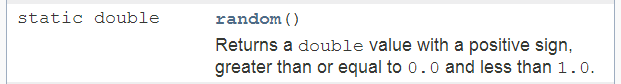 static double random()
Returns a double value with a positive sign,
greater than or equal to 0.0 and less than 1.0.